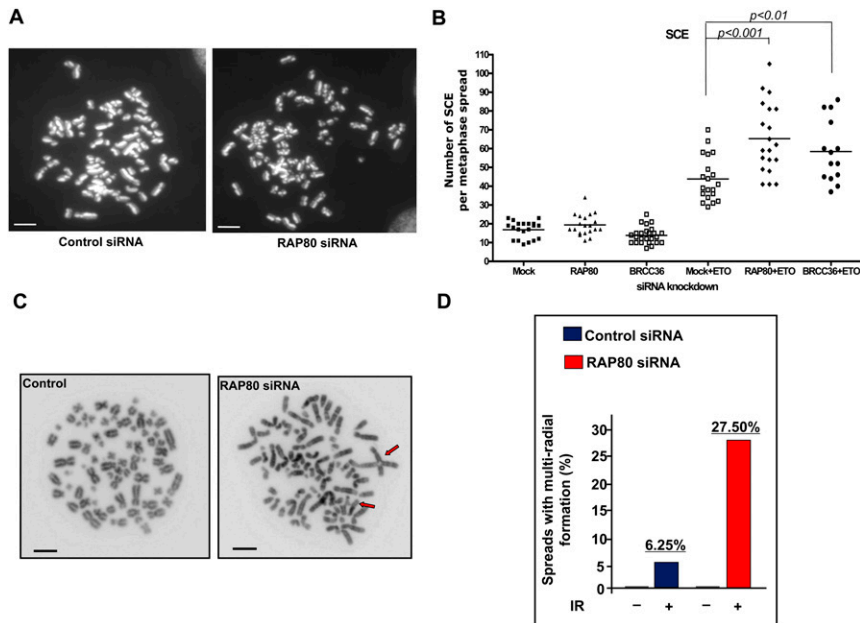 A
Control siRNA
RAP80 siRNA
B
SCE
p<0.01
p<0.001
Number of SCE
per metaphase spread
110
100
90
80
70
60
50
40
30
20
10
0
Mock
RAP80
BRCC36
Mock+ETO
RAP80+ETO
BRCC36+ETO
siRNA knockdown
C
Control
RAP80 siRNA
D
Control siRNA
RAP80 siRNA
Spreads with multi-radial
formation (%)
30
25
20
15
10
5
0
6.25%
27.50%
IR
− + − +